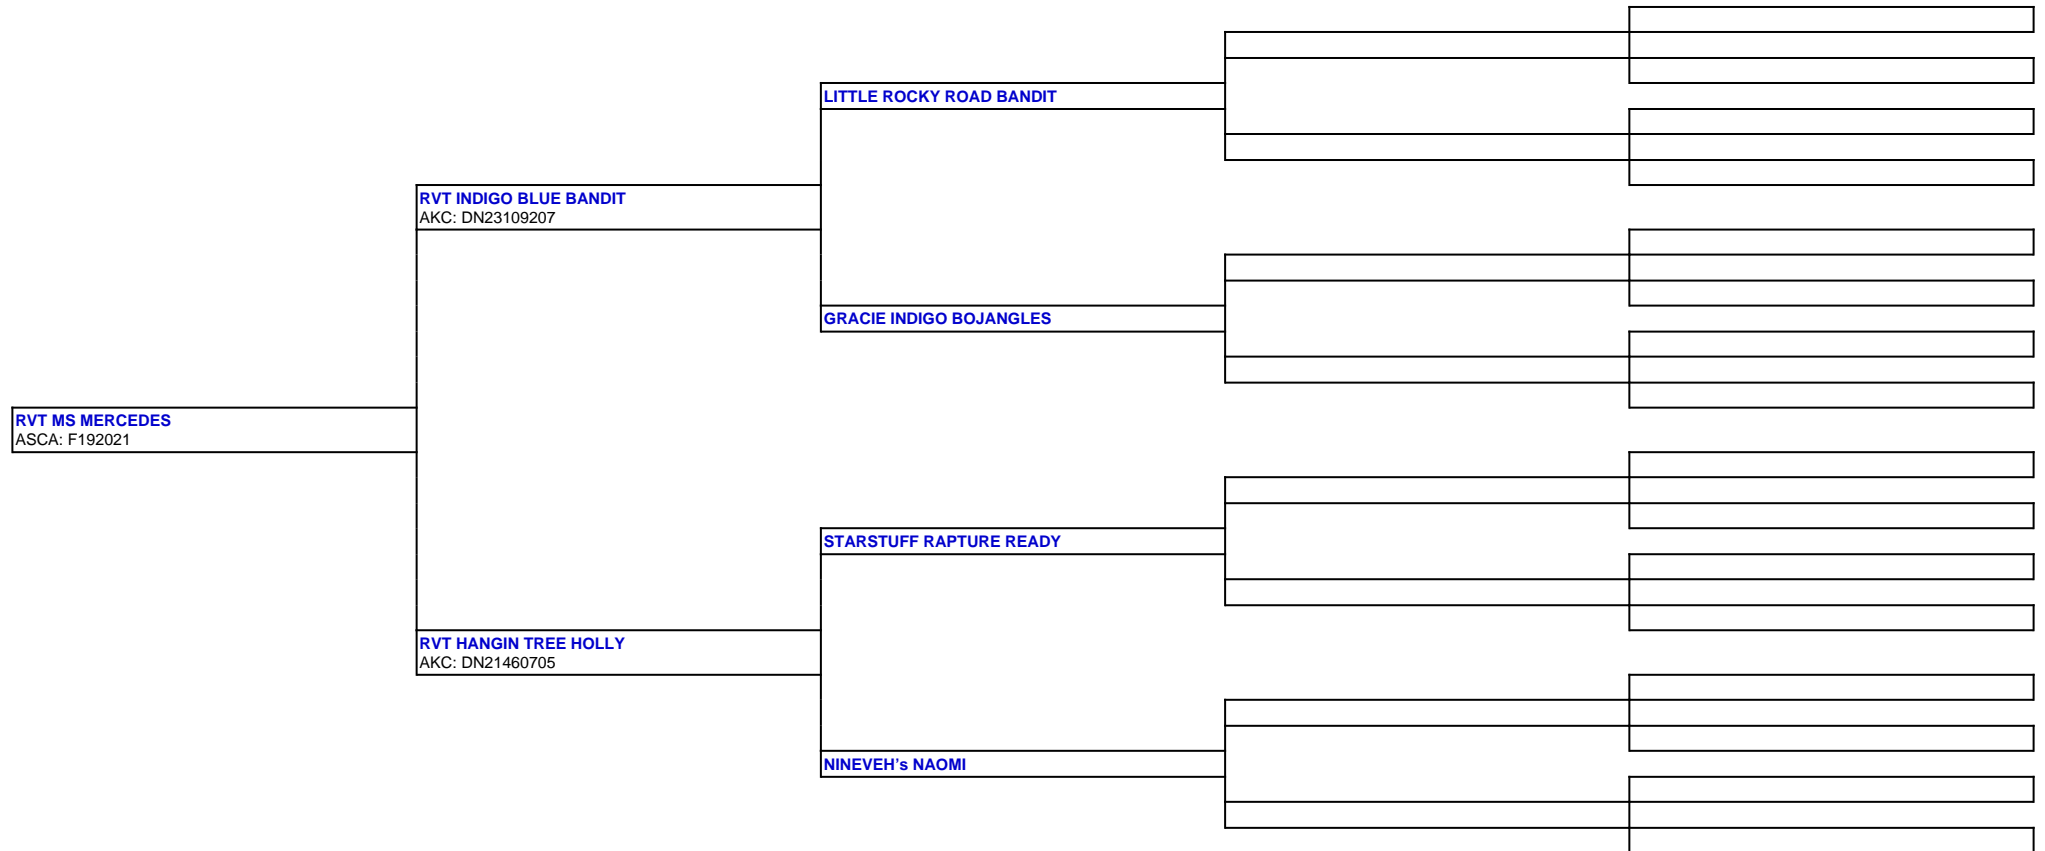 LITTLE ROCKY ROAD BANDIT
RVT INDIGO BLUE BANDIT
AKC: DN23109207
GRACIE INDIGO BOJANGLES
RVT MS MERCEDES
ASCA: F192021
STARSTUFF RAPTURE READY
RVT HANGIN TREE HOLLY
AKC: DN21460705
NINEVEH's NAOMI